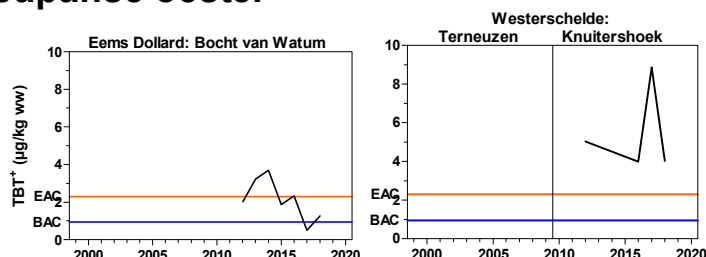 Westerschelde:
Eems Dollard: Bocht van Watum
Terneuzen Knuitershoek
TBT+ (µg/kg ww)
10
8
6
4
EAC
2
BAC
0
2000 2005 2010 2015 2020
10
8
6
4
EAC
2
BAC
0
2000 2005 2010 2015 2020